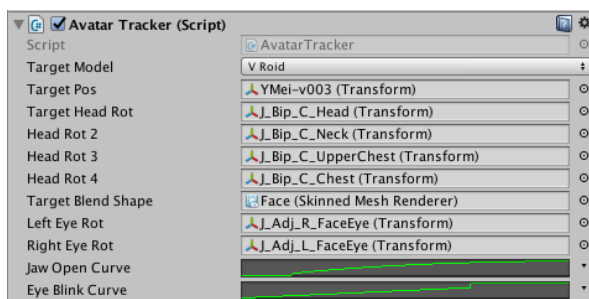 Avatar Tracker (Script)
Script AvatarTracker
Target Model V Roid
Target Pos YMei-v003 (Transform)
Target Head Rot J_Bip_C_Head (Transform)
Head Rot 2 J_Bip_C_Neck (Transform)
Head Rot 3 J_Bip_C_UpperChest (Transform)
Head Rot 4 J_Bip_C_Chest (Transform)
Target Blend Shape Face (Skinned Mesh Renderer)
Left Eye Rot J_Adj_R_FaceEye (Transform)
Right Eye Rot J_Adj_L_FaceEye (Transform)
Jaw Open Curve
Eye Blink Curve